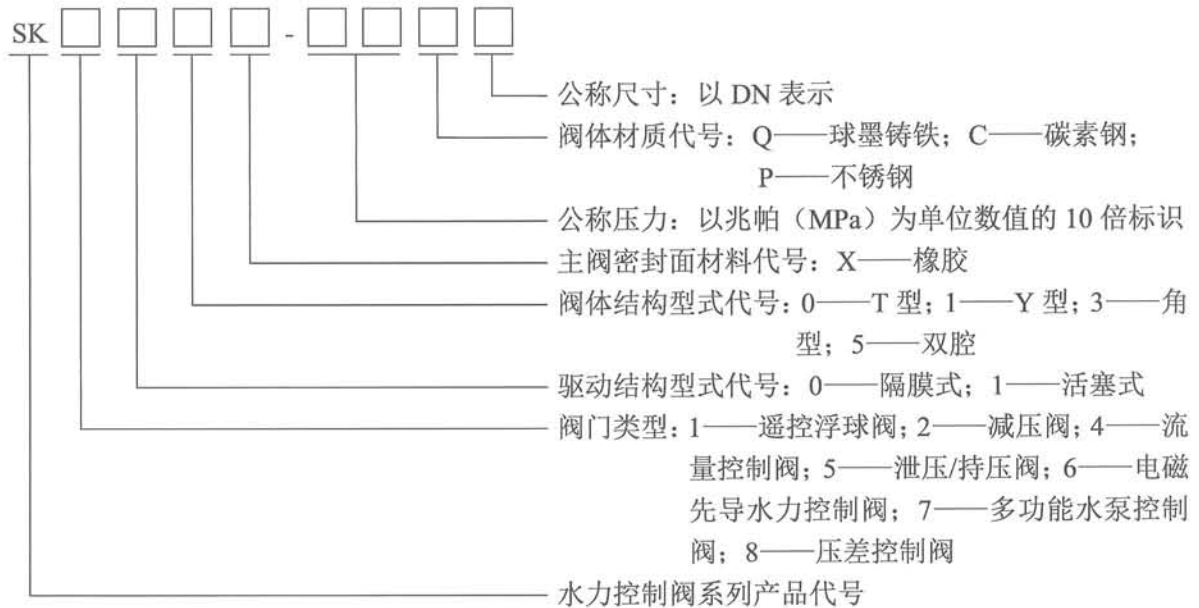 SK□□□□-□□□□
公称尺寸：以 DN 表示
阀体材质代号：Q——球墨铸铁；C——碳素钢；
P——不锈钢
公称压力：以兆帕（MPa）为单位数值的 10 倍标识
主阀密封面材料代号：X——橡胶
阀体结构型式代号：0——T 型；1——Y 型；3——角
型；5——双腔
驱动结构型式代号：0——隔膜式；1——活塞式
阀门类型：1——遥控浮球阀；2——减压阀；4——流
量控制阀；5——泄压/持压阀；6——电磁
先导水力控制阀；7——多功能水泵控制
阀；8——压差控制阀
水力控制阀系列产品代号